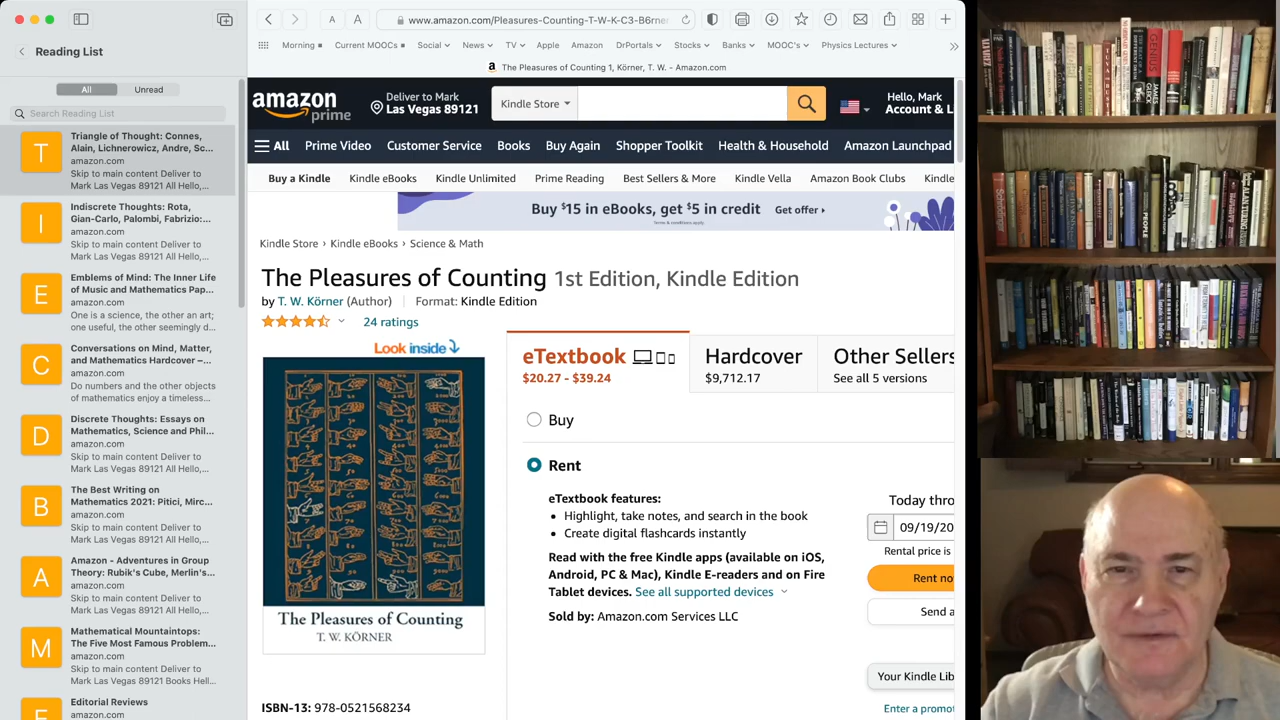 Reading List
All
Unread
Search Reading List
T
Triangle of Thought: Connes,
Alain, Lichnerowicz, Andre, Sc...
amazon.com
Skip to main content Deliver to
Mark Las Vegas 89121 All Hello,...
I
Indiscrete Thoughts: Rota,
Gian-Carlo, Palombi, Fabrizio:...
amazon.com
Skip to main content Deliver to
Mark Las Vegas 89121 All Hello,...
E
Emblems of Mind: The Inner Life
of Music and Mathematics Pap...
amazon.com
One is a science, the other an art;
one useful, the other seemingly d...
C
Conversations on Mind, Matter,
and Mathematics Hardcover –...
amazon.com
Do numbers and the other objects
of mathematics enjoy a timeless...
D
Discrete Thoughts: Essays on
Mathematics, Science and Phil...
amazon.com
Skip to main content Deliver to
Mark Las Vegas 89121 All Hello,...
B
The Best Writing on
Mathematics 2021: Pitici, Mirc...
amazon.com
Skip to main content Deliver to
Mark Las Vegas 89121 All Hello,...
A
Amazon - Adventures in Group
Theory: Rubik's Cube, Merlin's...
amazon.com
Skip to main content Deliver to
Mark Las Vegas 89121 All Hello,...
M
Mathematical Mountaintops:
The Five Most Famous Problem...
amazon.com
Skip to main content Deliver to
Mark Las Vegas 89121 Books Hell...
Editorial Reviews
amazon.com
A A www.amazon.com/Pleasures-Counting-T-W-K-C3-B6rner
Morning Current MOOCs Social News TV Apple Amazon DrPortals Stocks Banks MOOC's Physics Lectures
a The Pleasures of Counting 1, Körner, T. W. - Amazon.com
amazon prime
Deliver to Mark
Las Vegas 89121
Kindle Store
Hello, Mark
Account & L
All Prime Video Customer Service Books Buy Again Shopper Toolkit Health & Household Amazon Launchpad
Buy a Kindle Kindle eBooks Kindle Unlimited Prime Reading Best Sellers & More Kindle Vella Amazon Book Clubs Kindle
Buy $15 in eBooks, get $5 in credit Get offer ›
Terms & conditions apply
Kindle Store › Kindle eBooks › Science & Math
The Pleasures of Counting 1st Edition, Kindle Edition
by T. W. Körner (Author) Format: Kindle Edition
24 ratings
Look inside
The Pleasures of Counting
T. W. KÖRNER
ISBN-13: 978-0521568234
eTextbook
$20.27 - $39.24
Hardcover
$9,712.17
Other Sellers
See all 5 versions
Buy
Rent
eTextbook features:
• Highlight, take notes, and search in the book
• Create digital flashcards instantly
Read with the free Kindle apps (available on iOS,
Android, PC & Mac), Kindle E-readers and on Fire
Tablet devices. See all supported devices
Sold by: Amazon.com Services LLC
Today thro
09/19/20
Rental price is
Rent no
Send a
Your Kindle Lib
Enter a promot
GENIUS
JAMES GLEICK
Schrödinger
PEOPLE
ALAN TURING